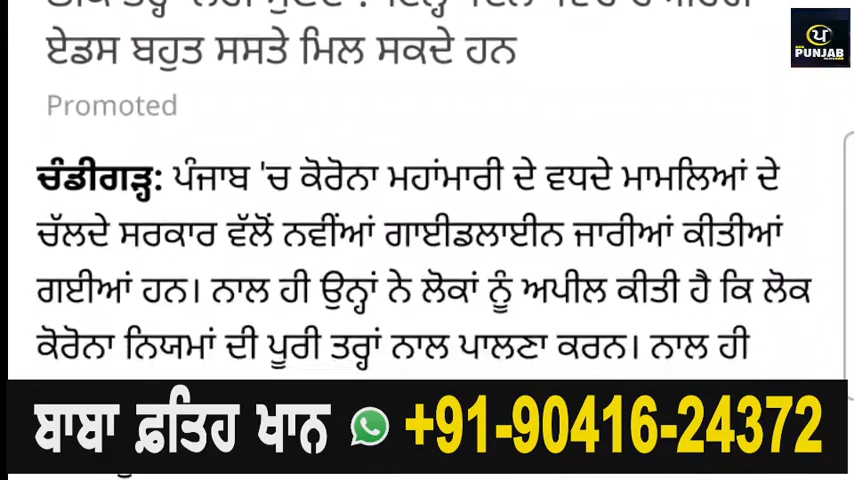 ਏਡਸ ਬਹੁਤ ਸਸਤੇ ਮਿਲ ਸਕਦੇ ਹਨ
ਪ
PUNJAB
Promoted
ਚੰਡੀਗੜ੍ਹ: ਪੰਜਾਬ 'ਚ ਕੋਰੋਨਾ ਮਹਾਂਮਾਰੀ ਦੇ ਵਧਦੇ ਮਾਮਲਿਆਂ ਦੇ
ਚੱਲਦੇ ਸਰਕਾਰ ਵੱਲੋਂ ਨਵੀਂਆਂ ਗਾਈਡਲਾਈਨ ਜਾਰੀਆਂ ਕੀਤੀਆਂ
ਗਈਆਂ ਹਨ। ਨਾਲ ਹੀ ਉਨ੍ਹਾਂ ਨੇ ਲੋਕਾਂ ਨੂੰ ਅਪੀਲ ਕੀਤੀ ਹੈ ਕਿ ਲੋਕ
ਕੋਰੋਨਾ ਨਿਯਮਾਂ ਦੀ ਪੂਰੀ ਤਰ੍ਹਾਂ ਨਾਲ ਪਾਲਣਾ ਕਰਨ। ਨਾਲ ਹੀ
ਬਾਬਾ ਫ਼ਤਿਹ ਖਾਨ +91-90416-24372